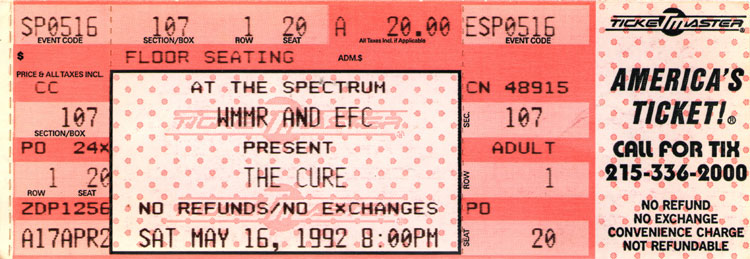 SP0516 107 1 20 A 20.00 ESP0516
EVENT CODE SECTION/BOX ROW SEAT All Taxes Incl. if Applicable EVENT CODE
$ FLOOR SEATING ADM.$
PRICE & ALL TAXES INCL.
CC AT THE SPECTRUM CN 48915
107 WMMR AND EFC SEC. 107
SECTION/BOX
PO 24X PRESENT ADULT
1 20 THE CURE ROW 1
ROW SEAT
ZDP1256 NO REFUNDS/NO EXCHANGES PO
A17APR2 SAT MAY 16, 1992 8:00PM SEAT 20
TICKETMASTER
TICKETMASTER
AMERICA'S
TICKET!®
CALL FOR TIX
215-336-2000
NO REFUND
NO EXCHANGE
CONVENIENCE CHARGE
NOT REFUNDABLE